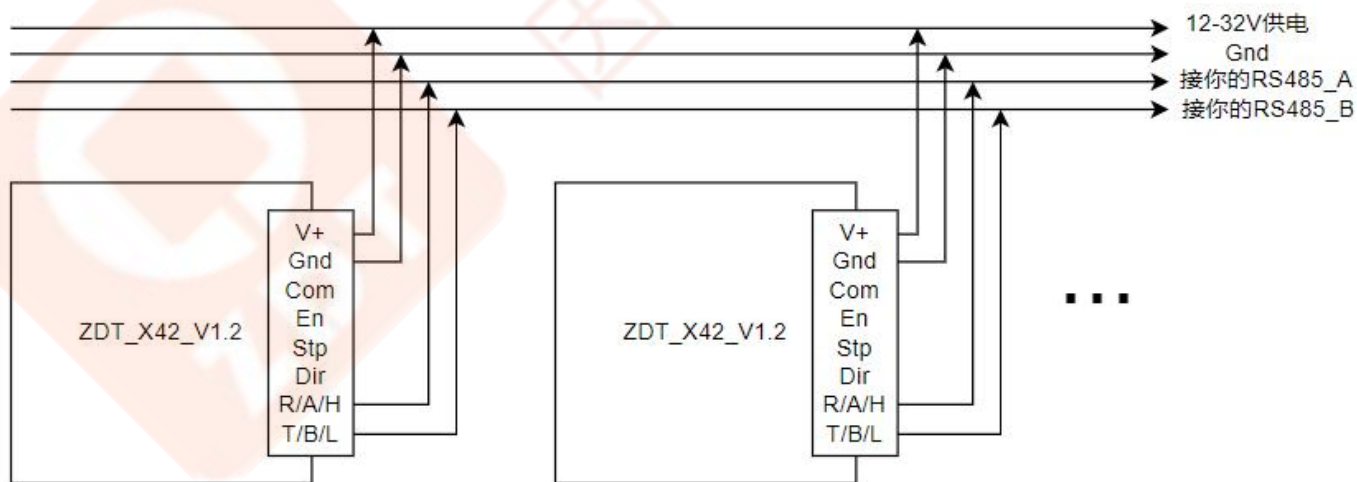 12-32V供电
Gnd
接你的RS485_A
接你的RS485_B
ZDT_X42_V1.2
V+
Gnd
Com
En
Stp
Dir
R/A/H
T/B/L
ZDT_X42_V1.2
V+
Gnd
Com
En
Stp
Dir
R/A/H
T/B/L
...